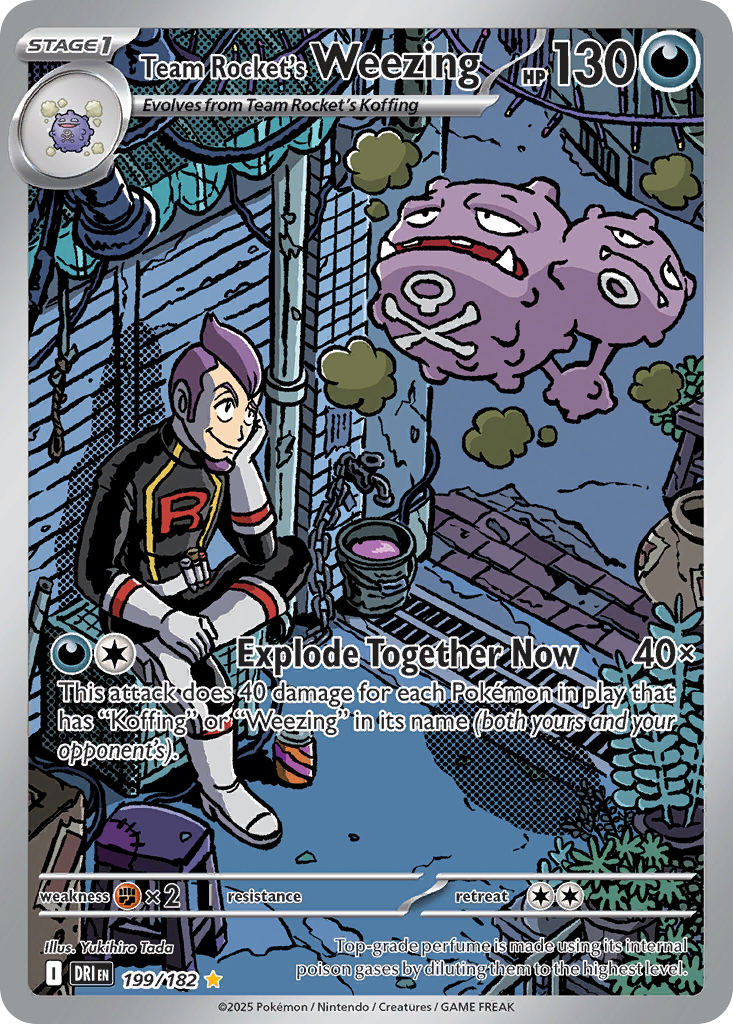 STAGE 1
Team Rocket's Weezing HP 130
Evolves from Team Rocket's Koffing
R
Explode Together Now 40×
This attack does 40 damage for each Pokémon in play that
has "Koffing" or "Weezing" in its name (both yours and your
opponent's).
weakness ×2 resistance retreat
Illus. Yukihiro Tada
Top-grade perfume is made using its internal
poison gases by diluting them to the highest level.
I DRI EN 199/182
©2025 Pokémon / Nintendo / Creatures / GAME FREAK